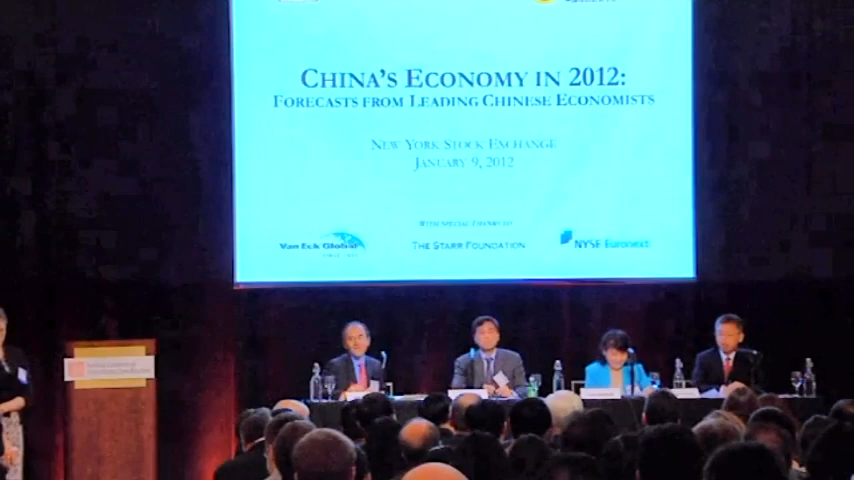 CHINA'S ECONOMY IN 2012:
FORECASTS FROM LEADING CHINESE ECONOMISTS
NEW YORK STOCK EXCHANGE
JANUARY 9, 2012
WITH SPECIAL THANKS TO
Van Eck Global
THE STARR FOUNDATION
NYSE Euronext